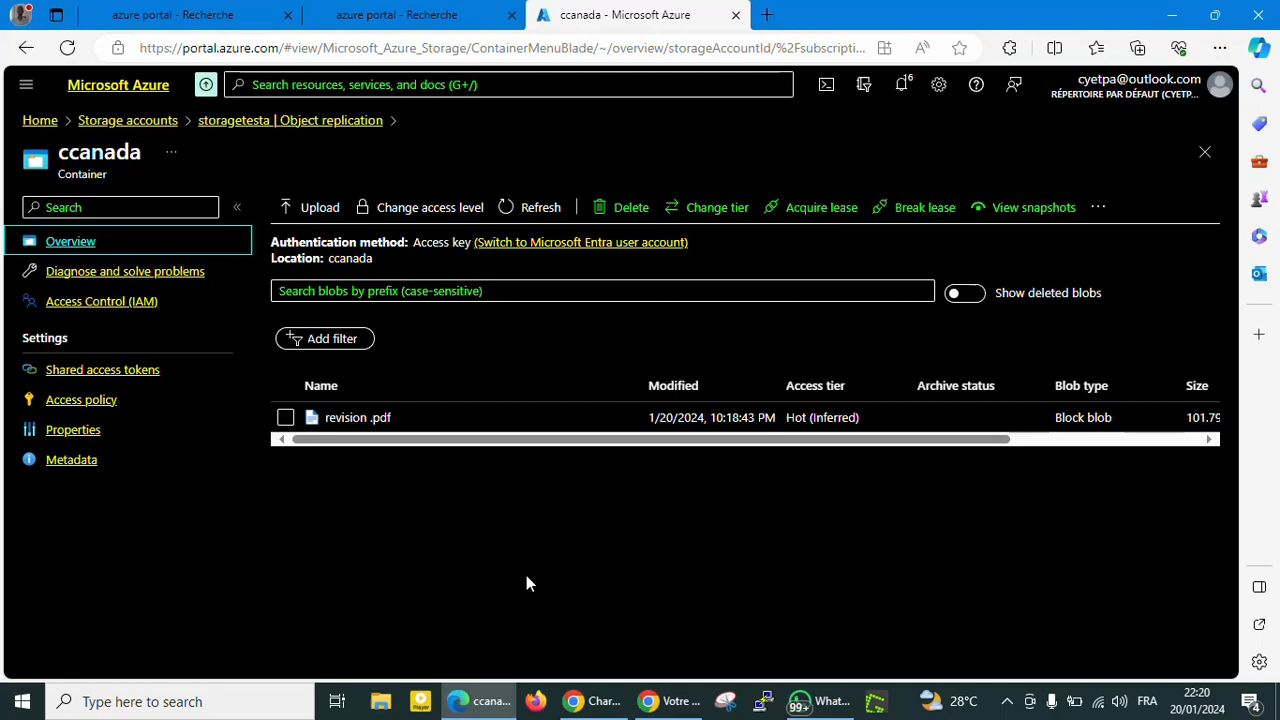 azure portal - Recherche
azure portal - Recherche
ccanada - Microsoft Azure
https://portal.azure.com/#view/Microsoft_Azure_Storage/ContainerMenuBlade/~/overview/storageAccountId/%2Fsubscripti...
Microsoft Azure
Search resources, services, and docs (G+/)
16
cyetpa@outlook.com
RÉPERTOIRE PAR DÉFAUT (CYETP...
Home > Storage accounts > storagetesta | Object replication >
ccanada ...
Container
Search
Upload Change access level Refresh Delete Change tier Acquire lease Break lease View snapshots ...
Overview
Diagnose and solve problems
Access Control (IAM)
Settings
Shared access tokens
Access policy
Properties
Metadata
Authentication method: Access key (Switch to Microsoft Entra user account)
Location: ccanada
Search blobs by prefix (case-sensitive)
Show deleted blobs
Add filter
Name Modified Access tier Archive status Blob type Size
revision .pdf 1/20/2024, 10:18:43 PM Hot (Inferred) Block blob 101.79
Type here to search
Player
ccana...
Char...
Votre ...
99+
What...
28°C
FRA
22:20
20/01/2024
4